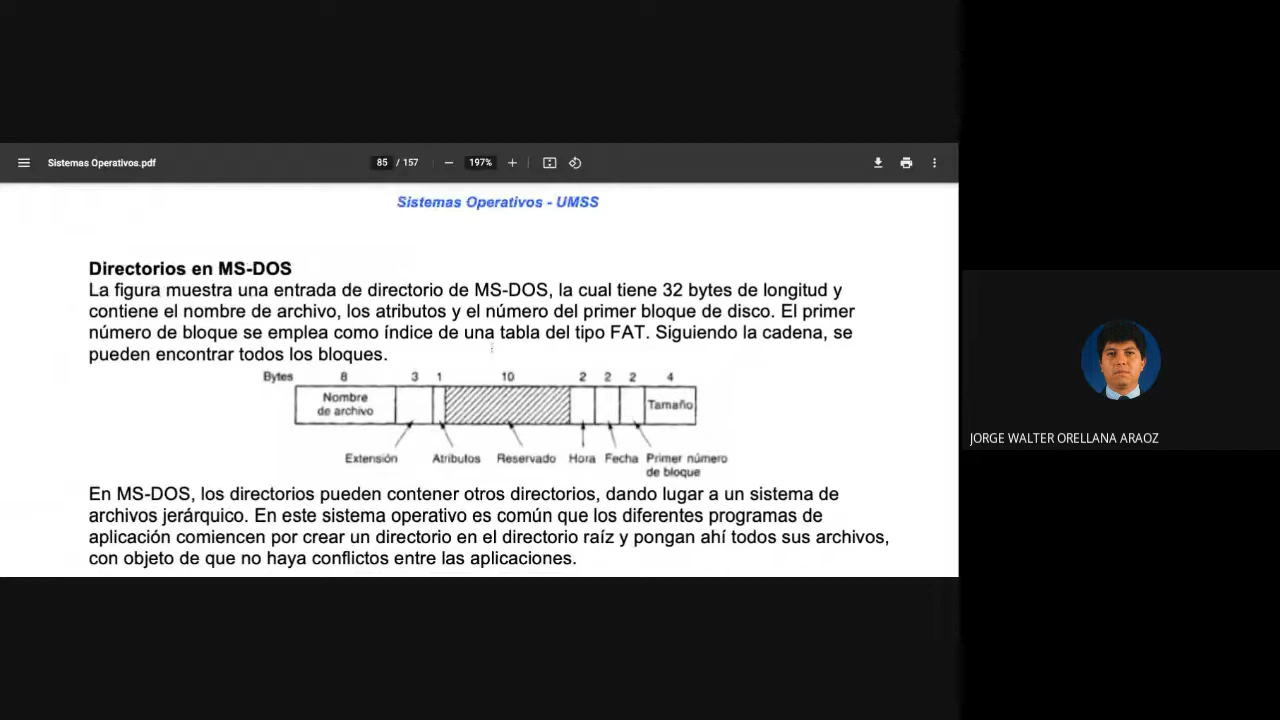 Sistemas Operativos.pdf
85 / 157
197%
Sistemas Operativos - UMSS
Directorios en MS-DOS
La figura muestra una entrada de directorio de MS-DOS, la cual tiene 32 bytes de longitud y
contiene el nombre de archivo, los atributos y el número del primer bloque de disco. El primer
número de bloque se emplea como índice de una tabla del tipo FAT. Siguiendo la cadena, se
pueden encontrar todos los bloques.
Bytes 8 3 1 10 2 2 2 4
Nombre
de archivo
Tamaño
Extensión Atributos Reservado Hora Fecha Primer número
de bloque
En MS-DOS, los directorios pueden contener otros directorios, dando lugar a un sistema de
archivos jerárquico. En este sistema operativo es común que los diferentes programas de
aplicación comiencen por crear un directorio en el directorio raíz y pongan ahí todos sus archivos,
con objeto de que no haya conflictos entre las aplicaciones.
JORGE WALTER ORELLANA ARAOZ